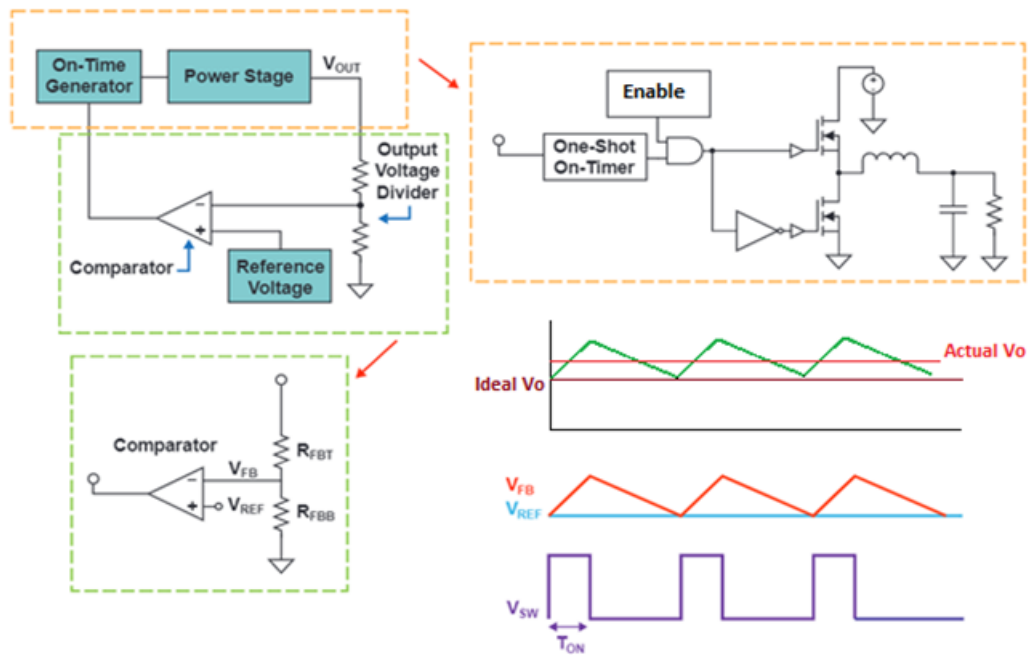 On-Time
Generator
Power Stage
VOUT
Output
Voltage
Divider
−
+
Comparator
Reference
Voltage
Enable
One-Shot
On-Timer
+
-
Comparator
RFBT
VFB
−
+
VREF
RFBB
Actual Vo
Ideal Vo
VFB
VREF
VSW
TON